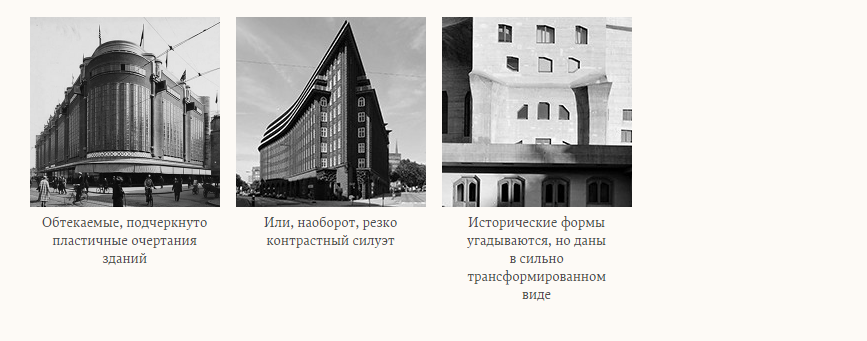 Обтекаемые, подчеркнуто
пластичные очертания
зданий
Или, наоборот, резко
контрастный силуэт
Исторические формы
угадываются, но даны
в сильно
трансформированном
виде